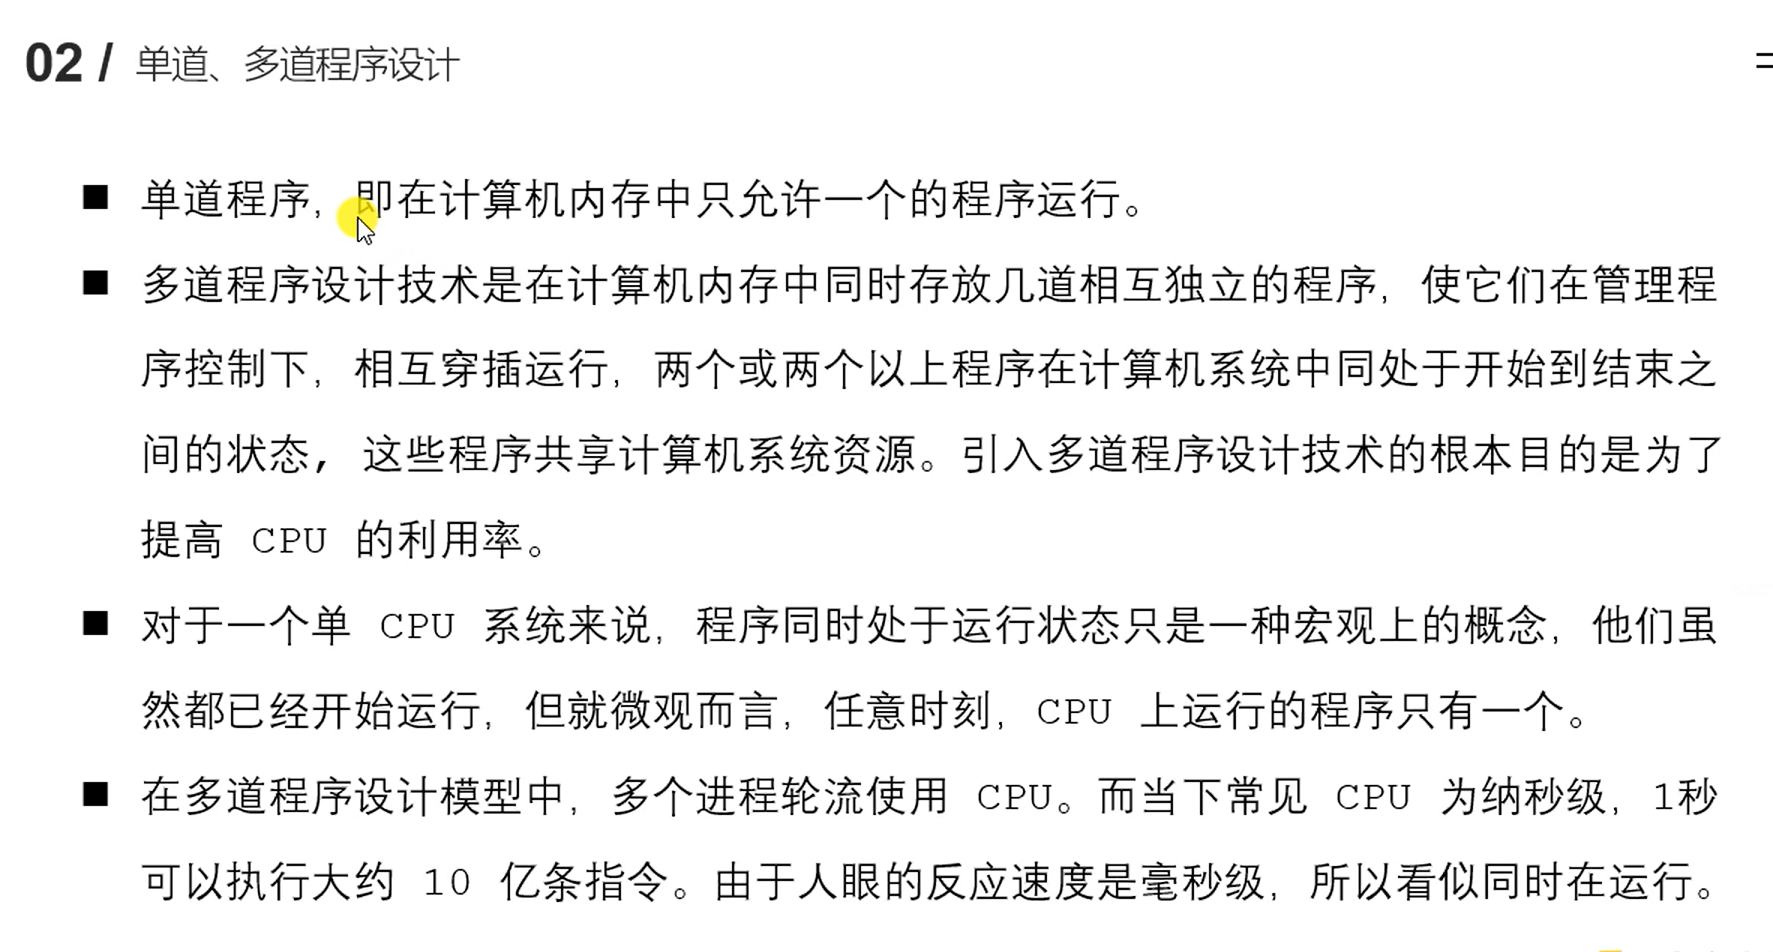 02 / 单道、多道程序设计
■ 单道程序，即在计算机内存中只允许一个的程序运行。
■ 多道程序设计技术是在计算机内存中同时存放几道相互独立的程序，使它们在管理程
序控制下，相互穿插运行，两个或两个以上程序在计算机系统中同处于开始到结束之
间的状态, 这些程序共享计算机系统资源。引入多道程序设计技术的根本目的是为了
提高 CPU 的利用率。
■ 对于一个单 CPU 系统来说，程序同时处于运行状态只是一种宏观上的概念，他们虽
然都已经开始运行，但就微观而言，任意时刻，CPU 上运行的程序只有一个。
■ 在多道程序设计模型中，多个进程轮流使用 CPU。而当下常见 CPU 为纳秒级，1秒
可以执行大约 10 亿条指令。由于人眼的反应速度是毫秒级，所以看似同时在运行。